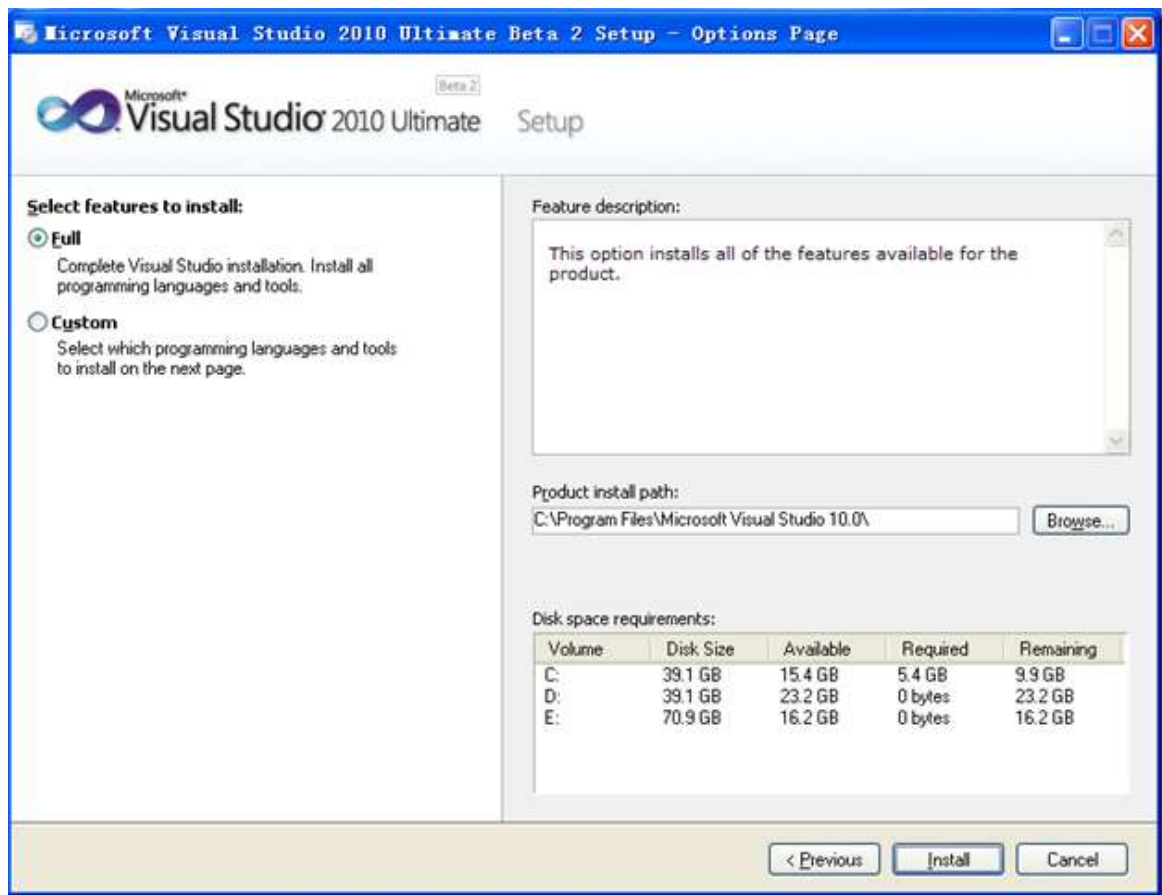 Microsoft Visual Studio 2010 Ultimate Beta 2 Setup - Options Page
Beta 2
Microsoft®
Visual Studio® 2010 Ultimate Setup
Select features to install:
Full
Complete Visual Studio installation. Install all
programming languages and tools.
Custom
Select which programming languages and tools
to install on the next page.
Feature description:
This option installs all of the features available for the
product.
Product install path:
C:\Program Files\Microsoft Visual Studio 10.0\
Browse...
Disk space requirements:
Volume Disk Size Available Required Remaining
C: 39.1 GB 15.4 GB 5.4 GB 9.9 GB
D: 39.1 GB 23.2 GB 0 bytes 23.2 GB
E: 70.9 GB 16.2 GB 0 bytes 16.2 GB
< Previous Install Cancel